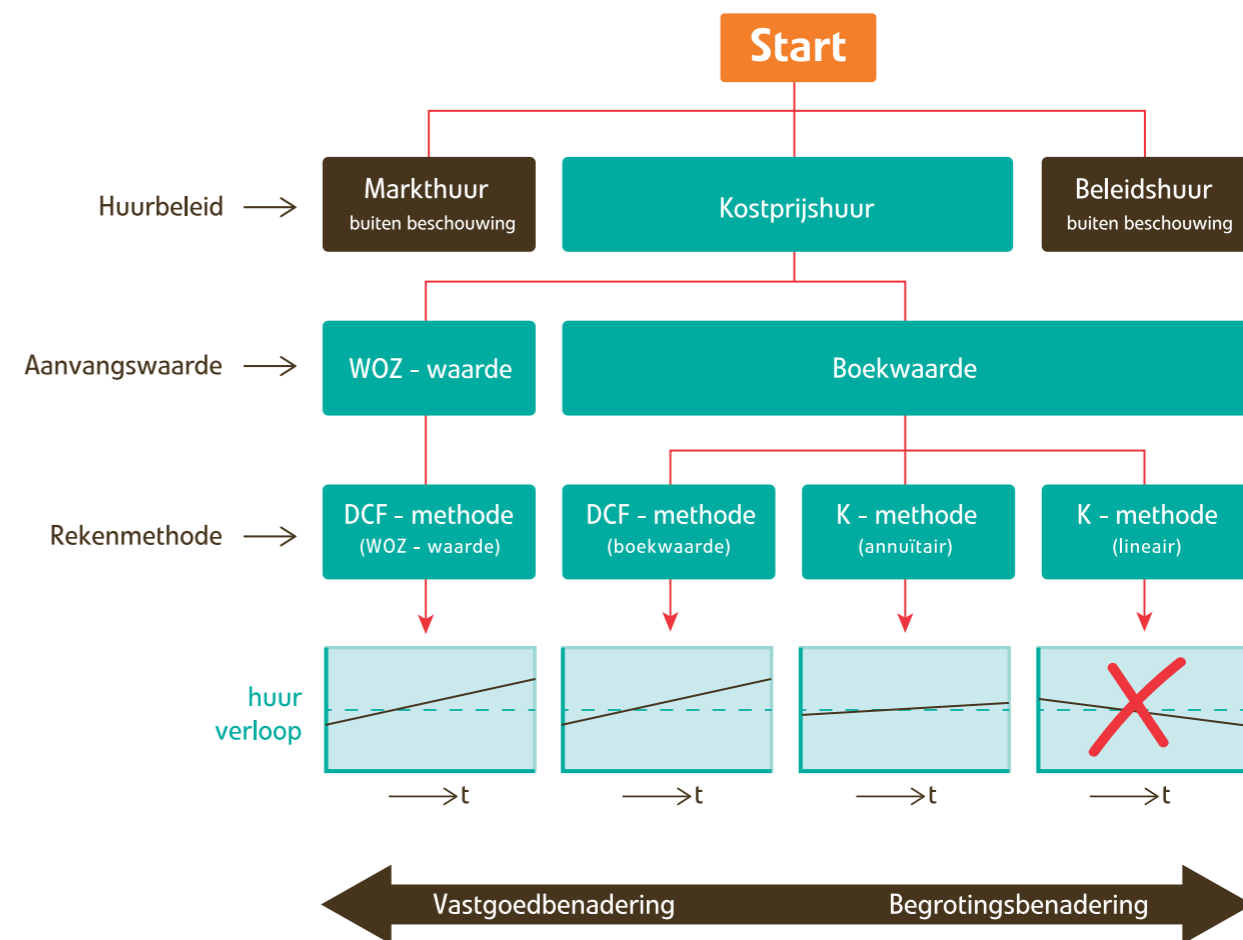 Start
Huurbeleid
Markthuur
buiten beschouwing
Kostprijshuur
Beleidshuur
buiten beschouwing
Aanvangswaarde
WOZ - waarde
Boekwaarde
Rekenmethode
DCF - methode
(WOZ - waarde)
DCF - methode
(boekwaarde)
K - methode
(annuïtair)
K - methode
(lineair)
huur
verloop
t
t
t
t
Vastgoedbenadering
Begrotingsbenadering